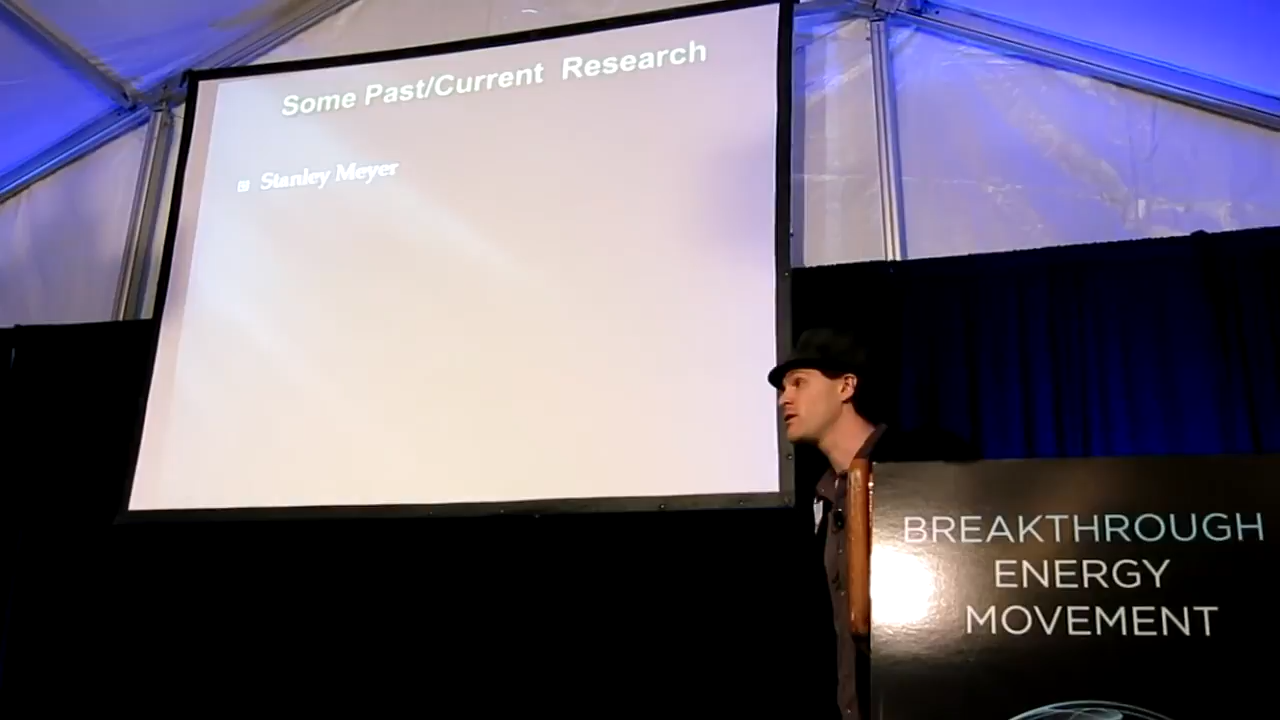 Some Past/Current Research
Stanley Meyer
BREAKTHROUGH
ENERGY
MOVEMENT